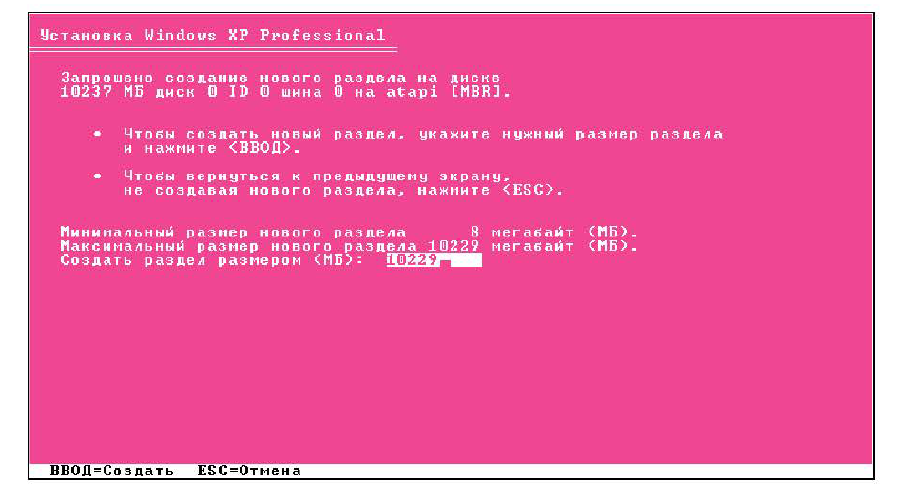 Установка Windows XP Professional
Запрошено создание нового раздела на диске
10237 МБ диск 0 ID 0 шина 0 на atapi [MBR].
• Чтобы создать новый раздел, укажите нужный размер раздела
и нажмите <ВВОД>.
• Чтобы вернуться к предыдущему экрану,
не создавая нового раздела, нажмите <ESC>.
Минимальный размер нового раздела 8 мегабайт (МБ).
Максимальный размер нового раздела 10229 мегабайт (МБ).
Создать раздел размером (МБ): 10229
ВВОД=Создать ESC=Отмена